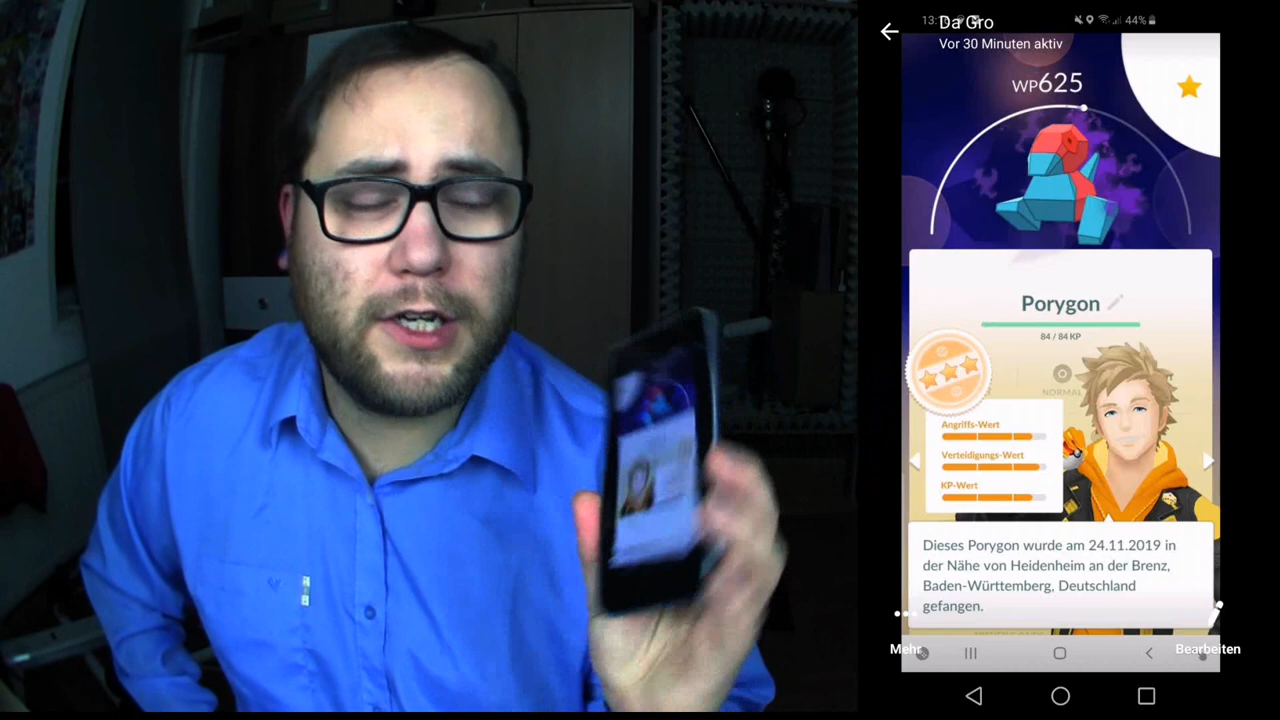 Da Gro
44%
Vor 30 Minuten aktiv
WP625
Porygon
84 / 84 KP
NORMAL
Angriffs-Wert
Verteidigungs-Wert
KP-Wert
Dieses Porygon wurde am 24.11.2019 in
der Nähe von Heidenheim an der Brenz,
Baden-Württemberg, Deutschland
gefangen.
Mehr
Bearbeiten